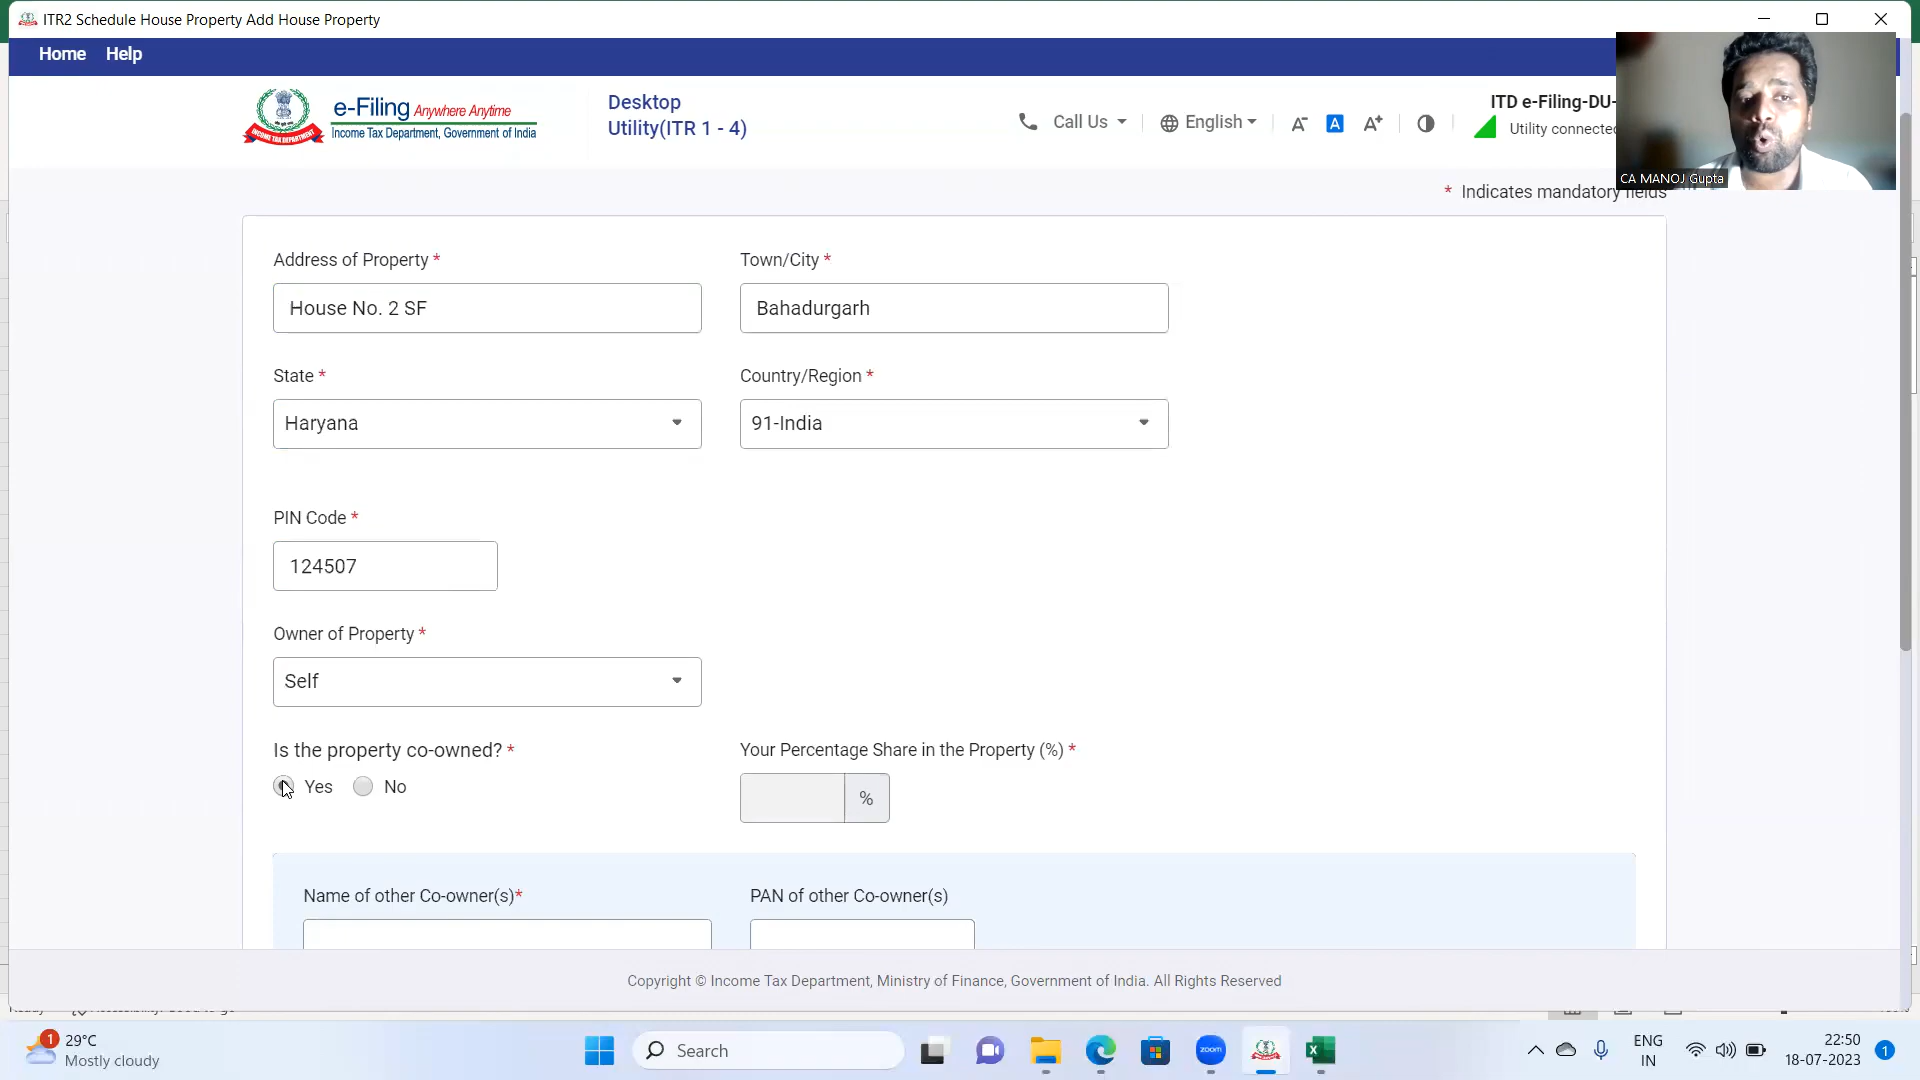 ITR2 Schedule House Property Add House Property
Home Help
e-Filing Anywhere Anytime
Income Tax Department, Government of India
Desktop
Utility(ITR 1 - 4)
Call Us
English
A-
A
A+
ITD e-Filing-DU-
Utility connected
CA MANOJ Gupta
* Indicates mandatory fields
Address of Property *
Town/City *
House No. 2 SF
Bahadurgarh
State *
Country/Region *
Haryana
91-India
PIN Code *
124507
Owner of Property *
Self
Is the property co-owned? *
Your Percentage Share in the Property (%) *
Yes No
%
Name of other Co-owner(s)*
PAN of other Co-owner(s)
Copyright © Income Tax Department, Ministry of Finance, Government of India. All Rights Reserved
1
29°C
Mostly cloudy
Search
zoom
ENG
IN
22:50
18-07-2023
1